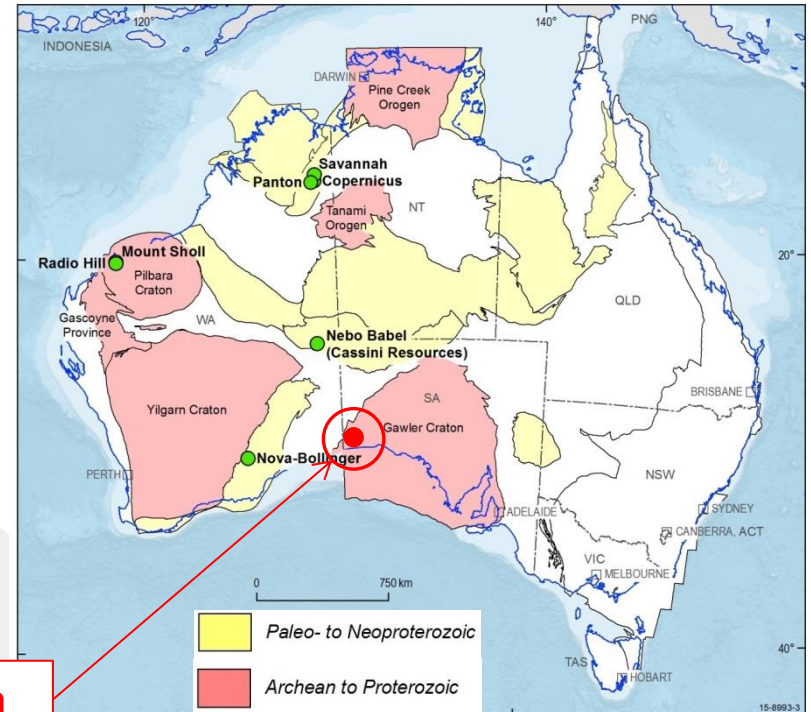 120°
140°
PNG
INDONESIA
DARWIN
Pine Creek
Orogen
Savannah
Panton
Copernicus
NT
Tanami
Orogen
Mount Sholl
Radio Hill
20°
Pilbara
Craton
QLD
Gascoyne
Province
WA
Nebo Babel
(Cassini Resources)
BRISBANE
SA
Yilgarn Craton
Gawler Craton
Nova-Bollinger
NSW
PERTH
ADELAIDE
SYDNEY
CANBERRA, ACT
VIC
MELBOURNE
0
750 km
Paleo- to Neoproterozoic
TAS
40°
HOBART
Archean to Proterozoic
15-8993-3